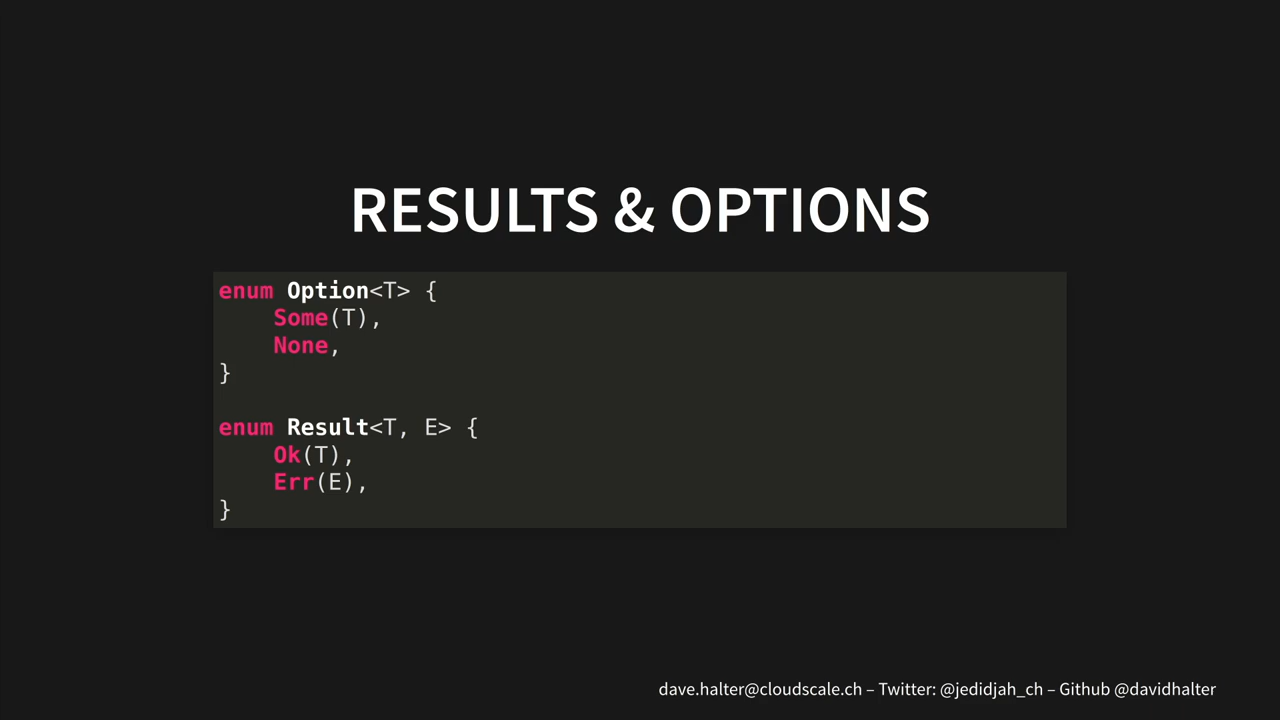 RESULTS & OPTIONS
enum Option<T> {
    Some(T),
    None,
}

enum Result<T, E> {
    Ok(T),
    Err(E),
}
dave.halter@cloudscale.ch – Twitter: @jedidjah_ch – Github @davidhalter